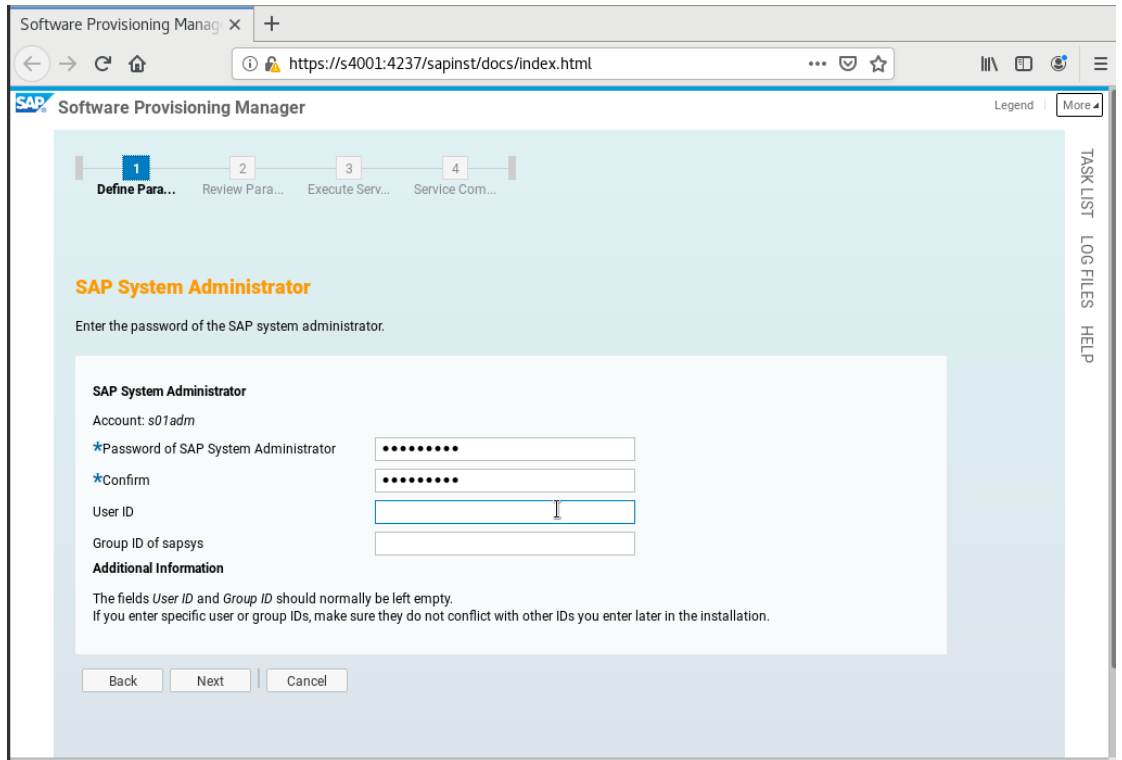 Software Provisioning Manag
https://s4001:4237/sapinst/docs/index.html
SAP Software Provisioning Manager
Legend
More
1 2 3 4
Define Para... Review Para... Execute Serv... Service Com...
TASK LIST
LOG FILES
HELP
SAP System Administrator
Enter the password of the SAP system administrator.
SAP System Administrator
Account: s01adm
*Password of SAP System Administrator •••••••••
*Confirm •••••••••
User ID
Group ID of sapsys
Additional Information
The fields User ID and Group ID should normally be left empty.
If you enter specific user or group IDs, make sure they do not conflict with other IDs you enter later in the installation.
Back Next Cancel